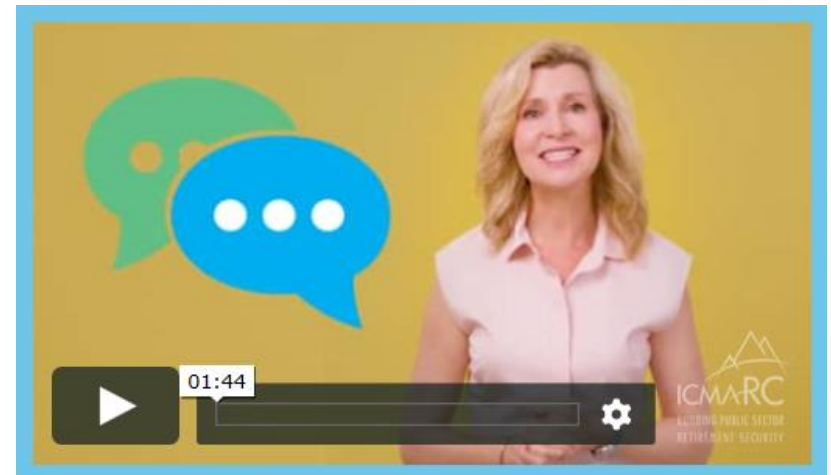 01:44
ICMARC
BUILDING PUBLIC SECTOR
RETIREMENT SECURITY